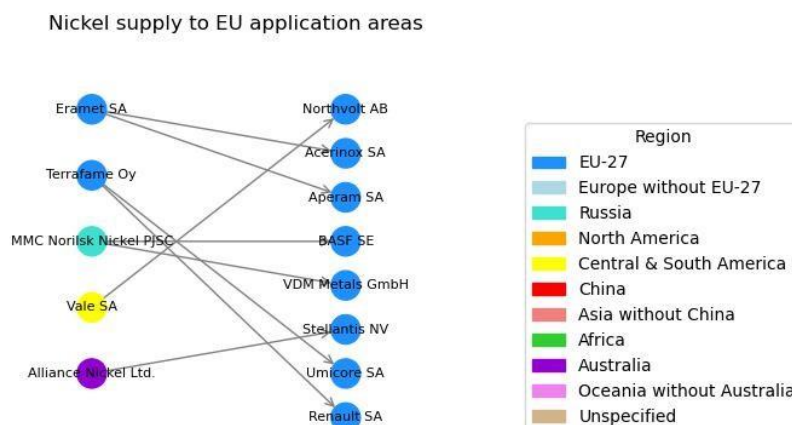 Nickel supply to EU application areas
Eramet SA
Terrafame Oy
MMC Norilsk Nickel PJSC
Vale SA
Alliance Nickel Ltd.
Northvolt AB
Acerinox SA
Aperam SA
BASF SE
VDM Metals GmbH
Stellantis NV
Umicore SA
Renault SA
Region
EU-27
Europe without EU-27
Russia
North America
Central & South America
China
Asia without China
Africa
Australia
Oceania without Australia
Unspecified